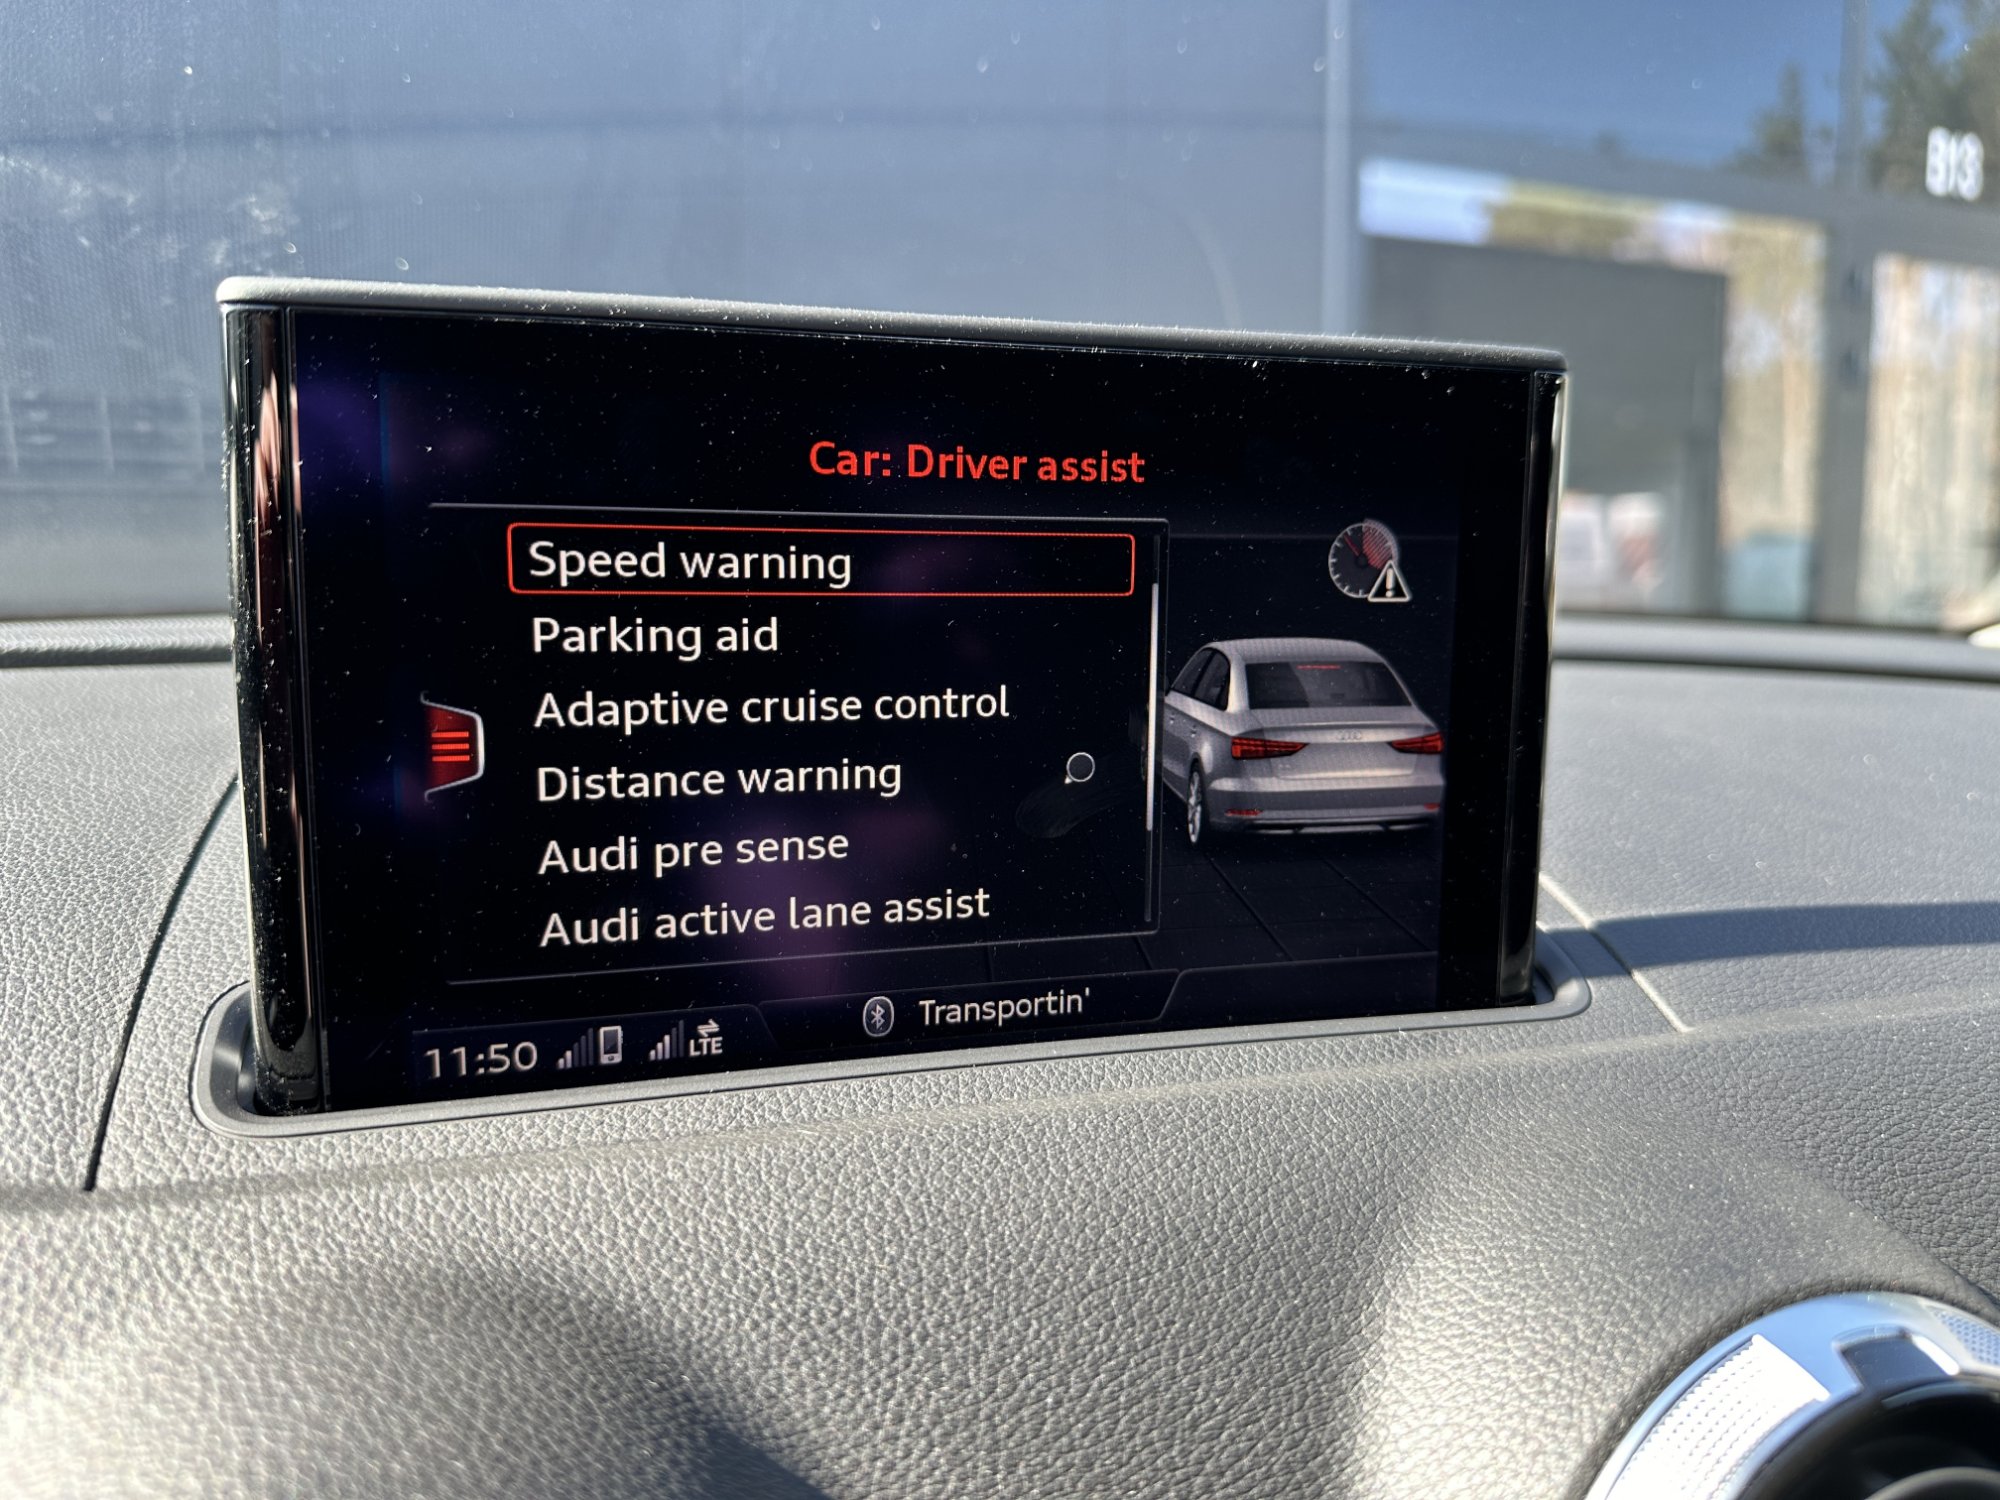 B13
Car: Driver assist
Speed warning
Parking aid
Adaptive cruise control
Distance warning
Audi pre sense
Audi active lane assist
11:50
LTE
Transportin'